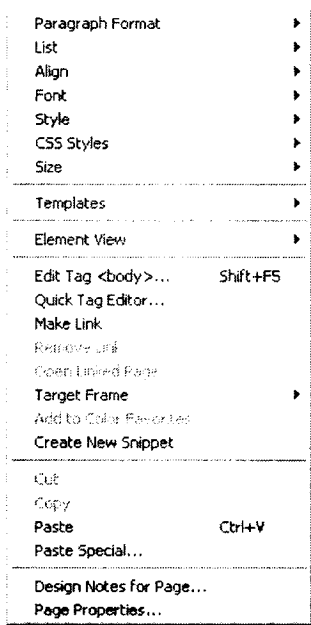 Paragraph Format
List
Align
Font
Style
CSS Styles
Size
Templates
Element View
Edit Tag <body>... Shift+F5
Quick Tag Editor...
Make Link
Remove Link
Open Linked Page
Target Frame
Add to Color Favorites
Create New Snippet
Cut
Copy
Paste Ctrl+V
Paste Special...
Design Notes for Page...
Page Properties...